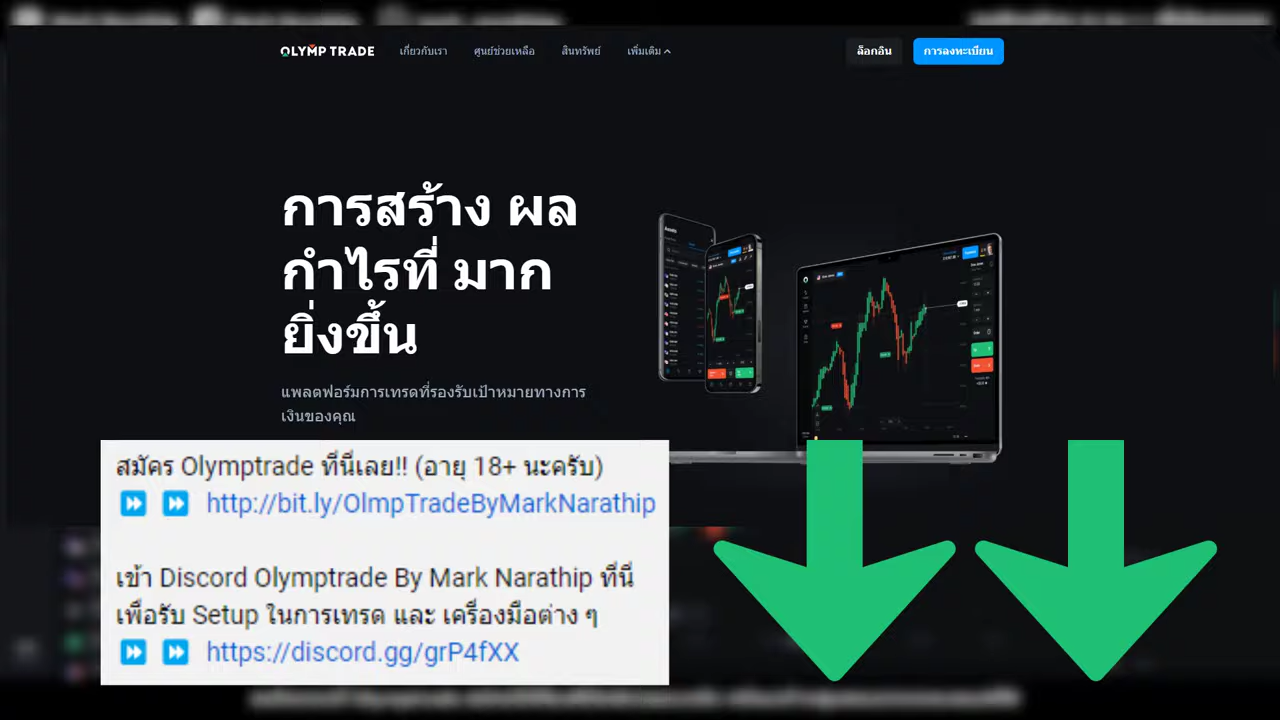 OLYMP TRADE เกี่ยวกับเรา ศูนย์ช่วยเหลือ สินทรัพย์ เพิ่มเติม ล็อกอิน การลงทะเบียน
การสร้าง ผล
กำไรที่ มาก
ยิ่งขึ้น
แพลตฟอร์มการเทรดที่รองรับเป้าหมายทางการ
เงินของคุณ
Assets
สมัคร Olymptrade ที่นี่เลย!! (อายุ 18+ นะครับ)
http://bit.ly/OlmpTradeByMarkNarathip
เข้า Discord Olymptrade By Mark Narathip ที่นี่
เพื่อรับ Setup ในการเทรด และ เครื่องมือต่าง ๆ
https://discord.gg/grP4fXX